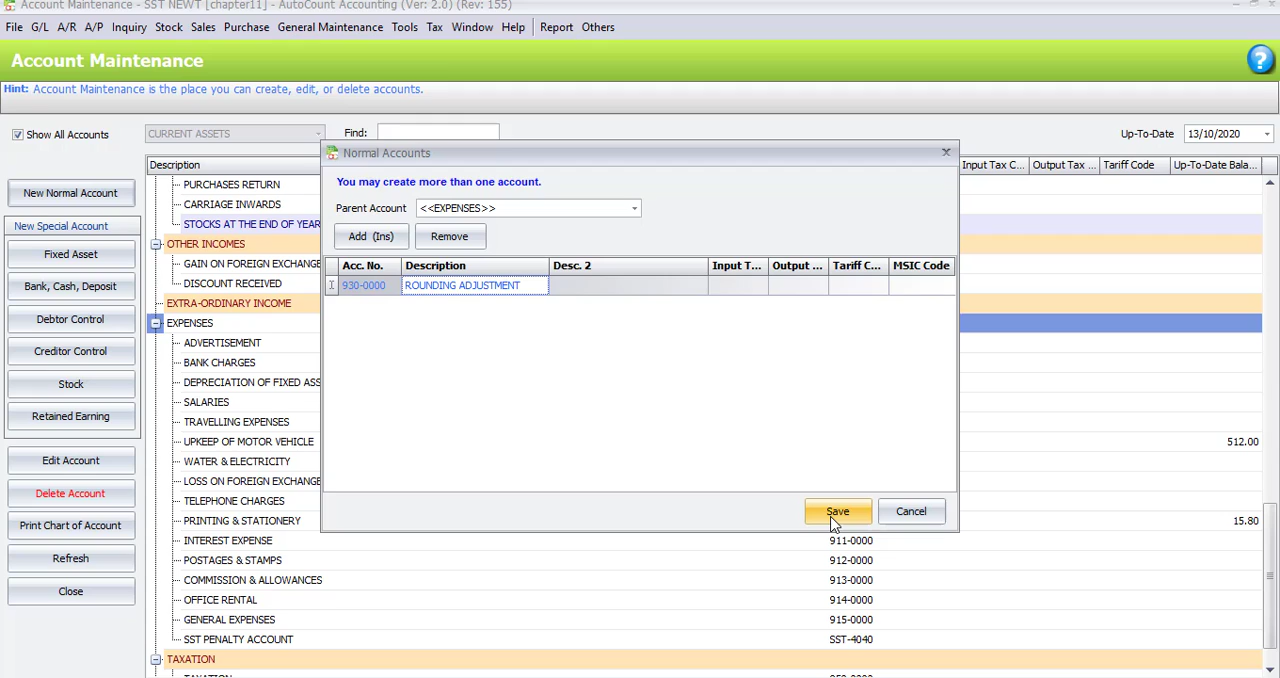 Account Maintenance - SST NEWT [chapter11] - AutoCount Accounting (Ver: 2.0) (Rev: 155)
File G/L A/R A/P Inquiry Stock Sales Purchase General Maintenance Tools Tax Window Help Report Others
Account Maintenance
?
Hint: Account Maintenance is the place you can create, edit, or delete accounts.
Show All Accounts CURRENT ASSETS Find: Up-To-Date 13/10/2020
New Normal Account
New Special Account
Fixed Asset
Bank, Cash, Deposit
Debtor Control
Creditor Control
Stock
Retained Earning
Edit Account
Delete Account
Print Chart of Account
Refresh
Close
Description Input Tax C... Output Tax ... Tariff Code Up-To-Date Bala...
PURCHASES RETURN
CARRIAGE INWARDS
STOCKS AT THE END OF YEAR
OTHER INCOMES
GAIN ON FOREIGN EXCHANGE
DISCOUNT RECEIVED
EXTRA-ORDINARY INCOME
EXPENSES
ADVERTISEMENT
BANK CHARGES
DEPRECIATION OF FIXED ASS
SALARIES
TRAVELLING EXPENSES
UPKEEP OF MOTOR VEHICLE 512.00
WATER & ELECTRICITY
LOSS ON FOREIGN EXCHANGE
TELEPHONE CHARGES
PRINTING & STATIONERY 15.80
INTEREST EXPENSE 911-0000
POSTAGES & STAMPS 912-0000
COMMISSION & ALLOWANCES 913-0000
OFFICE RENTAL 914-0000
GENERAL EXPENSES 915-0000
SST PENALTY ACCOUNT SST-4040
TAXATION
Normal Accounts
You may create more than one account.
Parent Account <<EXPENSES>>
Add (Ins) Remove
Acc. No. Description Desc. 2 Input T... Output ... Tariff C... MSIC Code
930-0000 ROUNDING ADJUSTMENT
Save Cancel